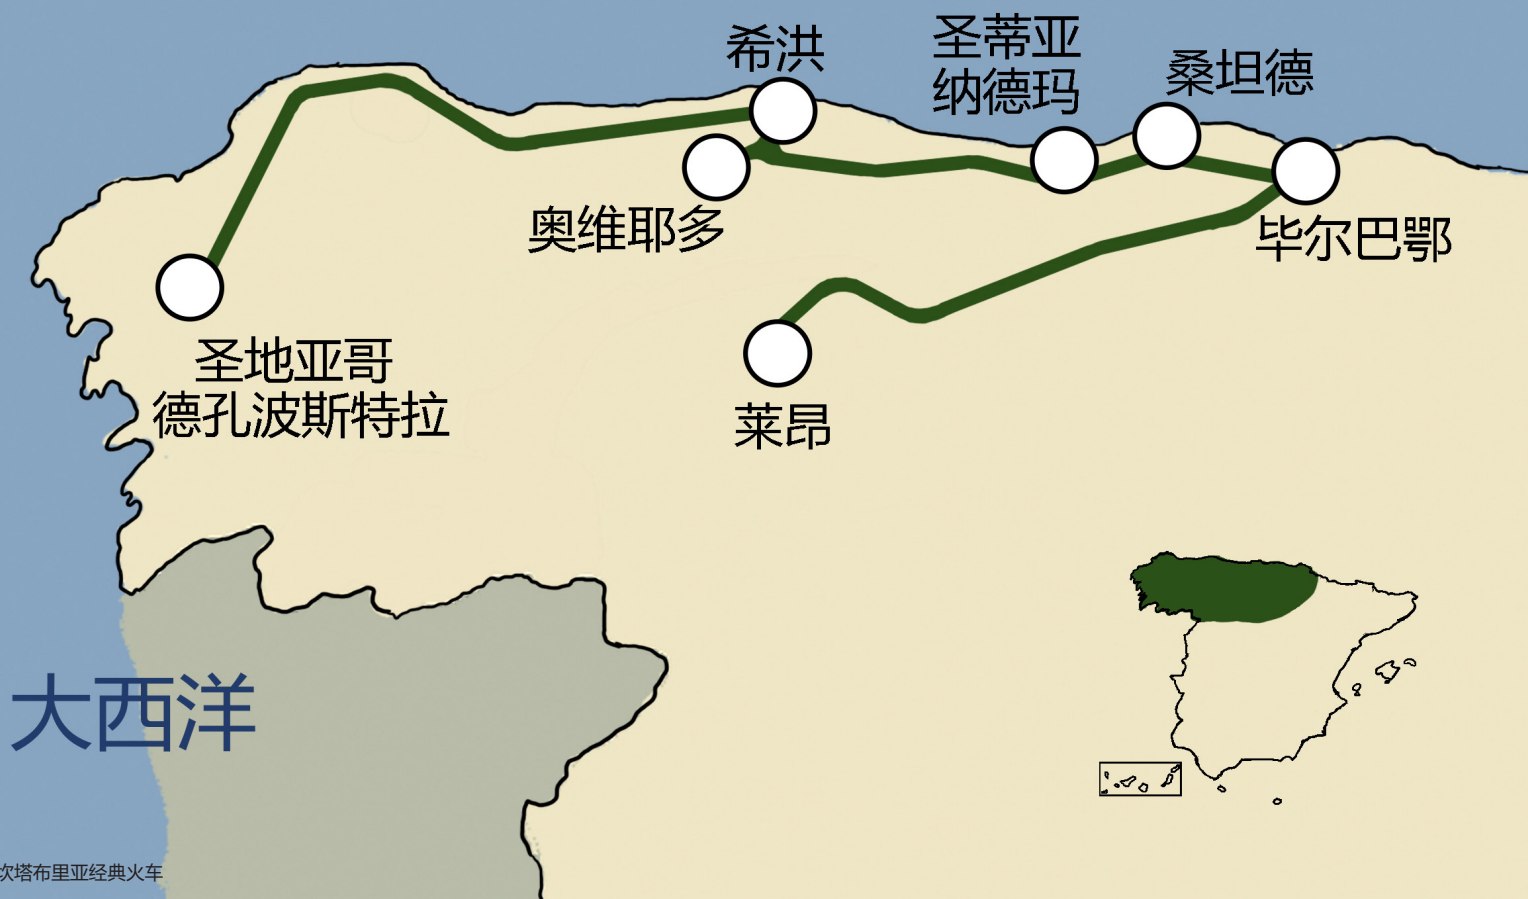 希洪
圣蒂亚
纳德玛
桑坦德
奥维耶多
毕尔巴鄂
圣地亚哥
德孔波斯特拉
莱昂
大西洋
坎塔布里亚经典火车